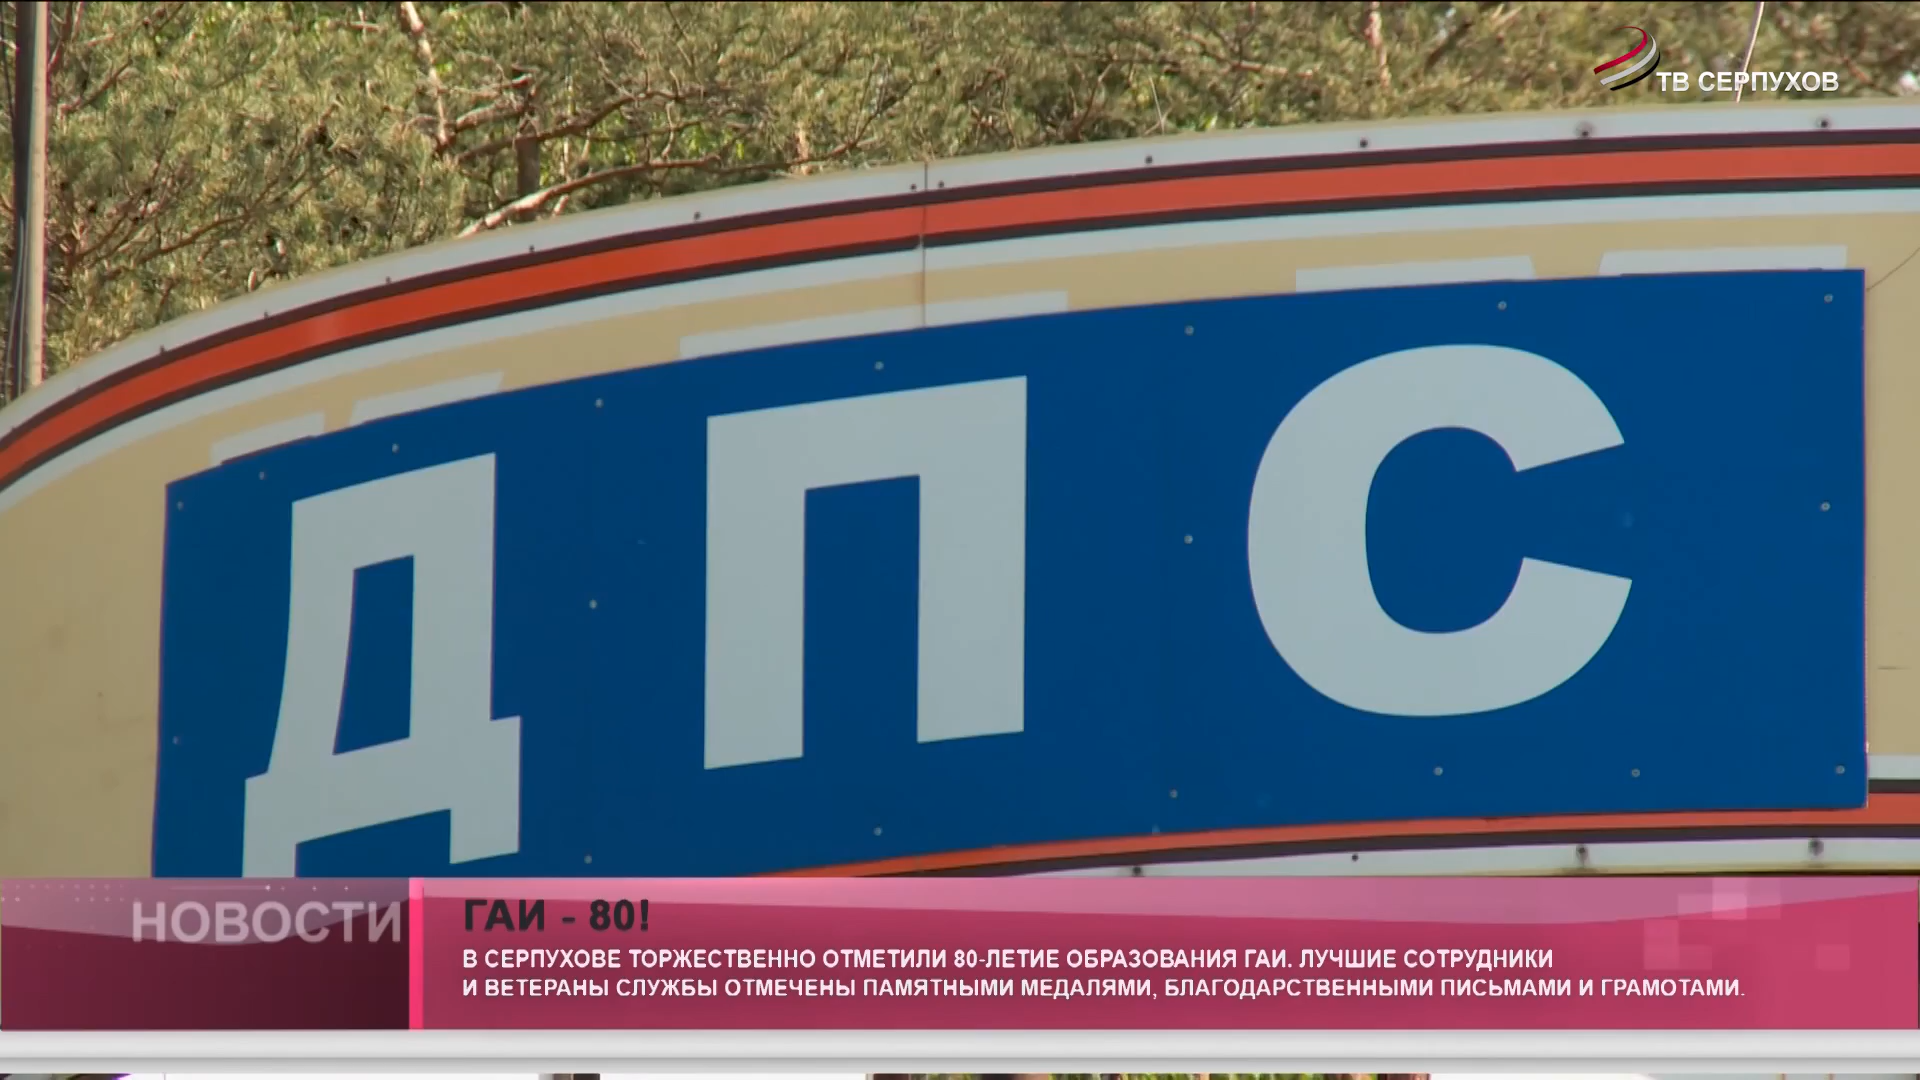 ТВ СЕРПУХОВ
ДПС
НОВОСТИ
ГАИ - 80!
В СЕРПУХОВЕ ТОРЖЕСТВЕННО ОТМЕТИЛИ 80-ЛЕТИЕ ОБРАЗОВАНИЯ ГАИ. ЛУЧШИЕ СОТРУДНИКИ
И ВЕТЕРАНЫ СЛУЖБЫ ОТМЕЧЕНЫ ПАМЯТНЫМИ МЕДАЛЯМИ, БЛАГОДАРСТВЕННЫМИ ПИСЬМАМИ И ГРАМОТАМИ.